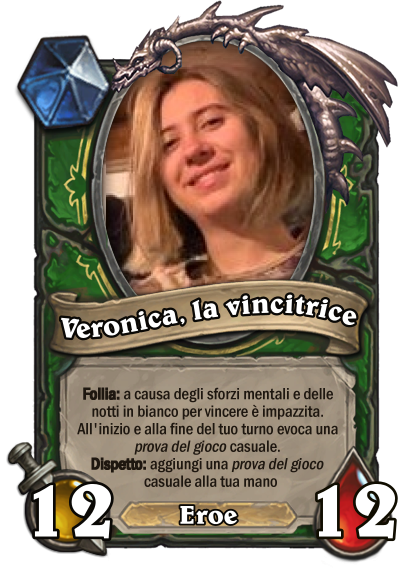 Veronica, la vincitrice
Follia: a causa degli sforzi mentali e delle
notti in bianco per vincere è impazzita.
All'inizio e alla fine del tuo turno evoca una
prova del gioco casuale.
Dispetto: aggiungi una prova del gioco
casuale alla tua mano
12
Eroe
12